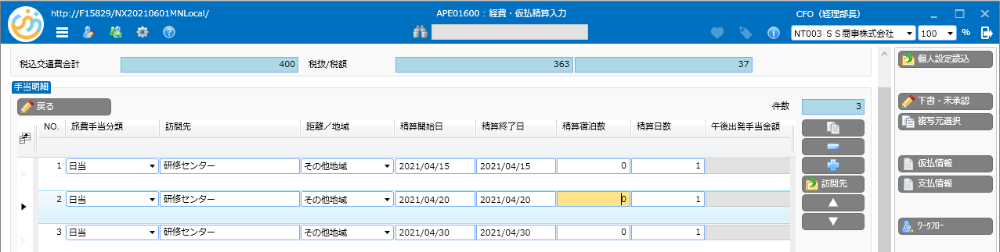 http://F15829/NX20210601MNLocal/ APE01600：経費・仮払精算入力 CFO（経理部長）
NT003 ＳＳ商事株式会社 100 %
税込交通費合計 400 税抜/税額 363 37
個人設定読込
手当明細
戻る 件数 3
下書・未承認
複写元選択
NO. 旅費手当分類 訪問先 距離／地域 精算開始日 精算終了日 精算宿泊数 精算日数 午後出発手当金額
1 日当 研修センター その他地域 2021/04/15 2021/04/15 0 1
仮払情報
訪問先
支払情報
2 日当 研修センター その他地域 2021/04/20 2021/04/20 0 1
ﾜｰｸﾌﾛｰ
3 日当 研修センター その他地域 2021/04/30 2021/04/30 0 1